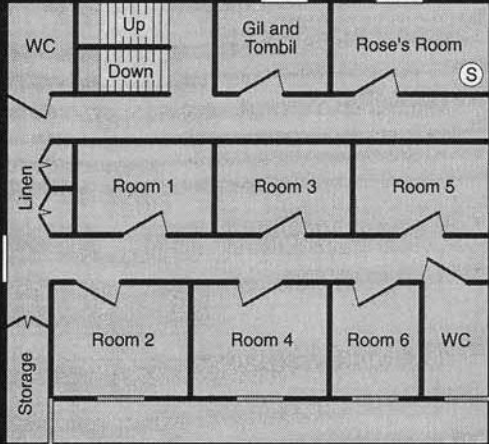 WC
Up
Down
Gil and
Tombil
Rose's Room
S
Linen
Room 1
Room 3
Room 5
Storage
Room 2
Room 4
Room 6
WC